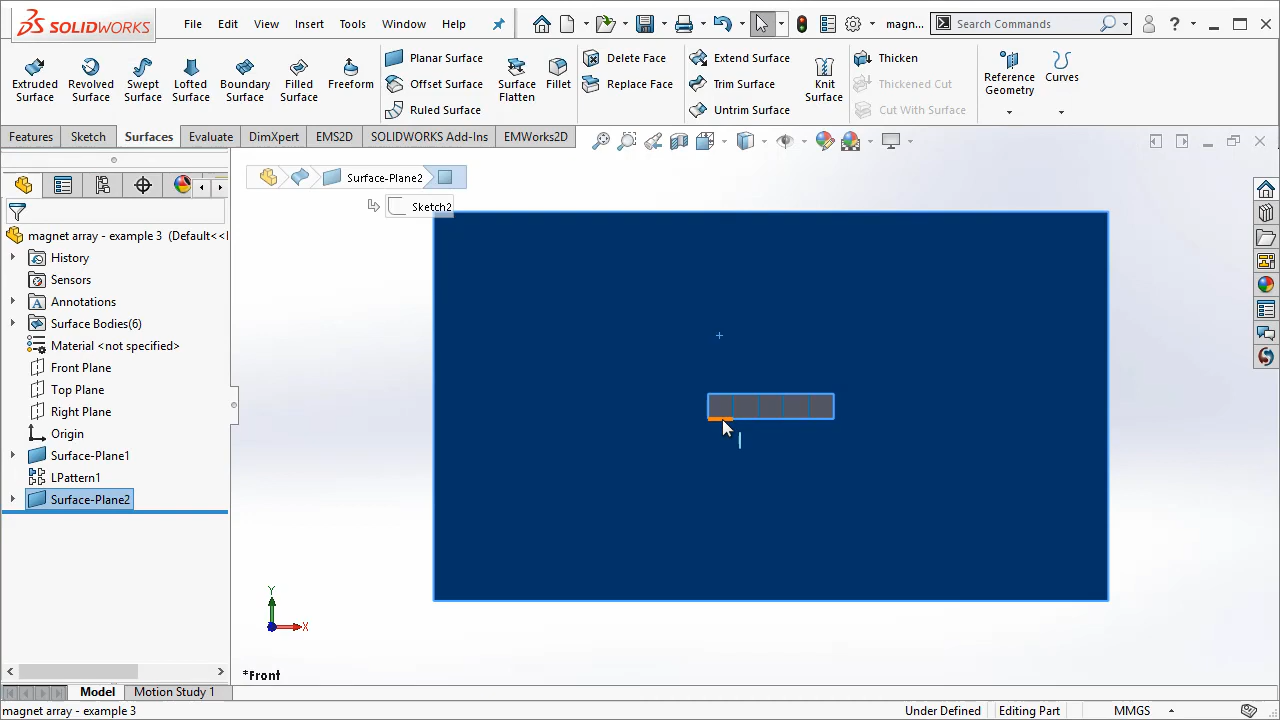 SOLIDWORKS
File Edit View Insert Tools Window Help
magn...
Search Commands
Extruded Surface
Revolved Surface
Swept Surface
Lofted Surface
Boundary Surface
Filled Surface
Freeform
Planar Surface
Offset Surface
Ruled Surface
Surface Flatten
Fillet
Delete Face
Replace Face
Extend Surface
Trim Surface
Untrim Surface
Knit Surface
Thicken
Thickened Cut
Cut With Surface
Reference Geometry
Curves
Features Sketch Surfaces Evaluate DimXpert EMS2D SOLIDWORKS Add-Ins EMWorks2D
Surface-Plane2
Sketch2
magnet array - example 3 (Default<<
History
Sensors
Annotations
Surface Bodies(6)
Material <not specified>
Front Plane
Top Plane
Right Plane
Origin
Surface-Plane1
LPattern1
Surface-Plane2
Y
X
*Front
Model Motion Study 1
magnet array - example 3
Under Defined Editing Part MMGS